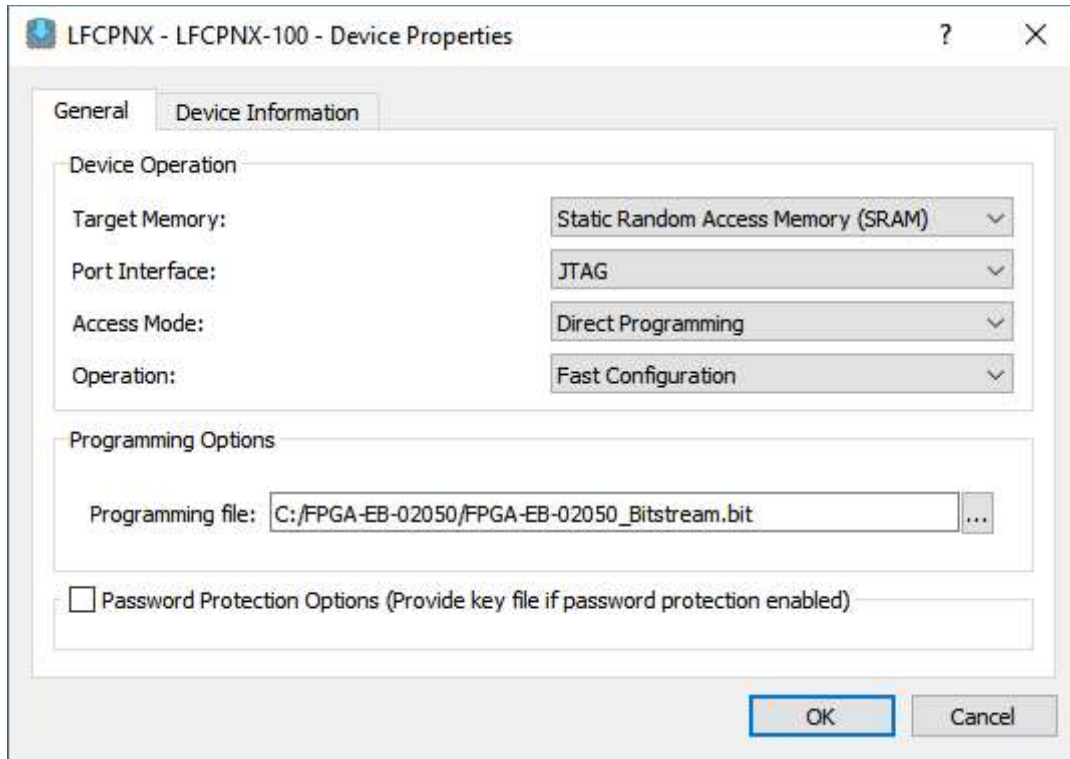 LFCPNX - LFCPNX-100 - Device Properties
?
General
Device Information
Device Operation
Target Memory:
Static Random Access Memory (SRAM)
Port Interface:
JTAG
Access Mode:
Direct Programming
Operation:
Fast Configuration
Programming Options
Programming file:
C:/FPGA-EB-02050/FPGA-EB-02050_Bitstream.bit
...
Password Protection Options (Provide key file if password protection enabled)
OK
Cancel